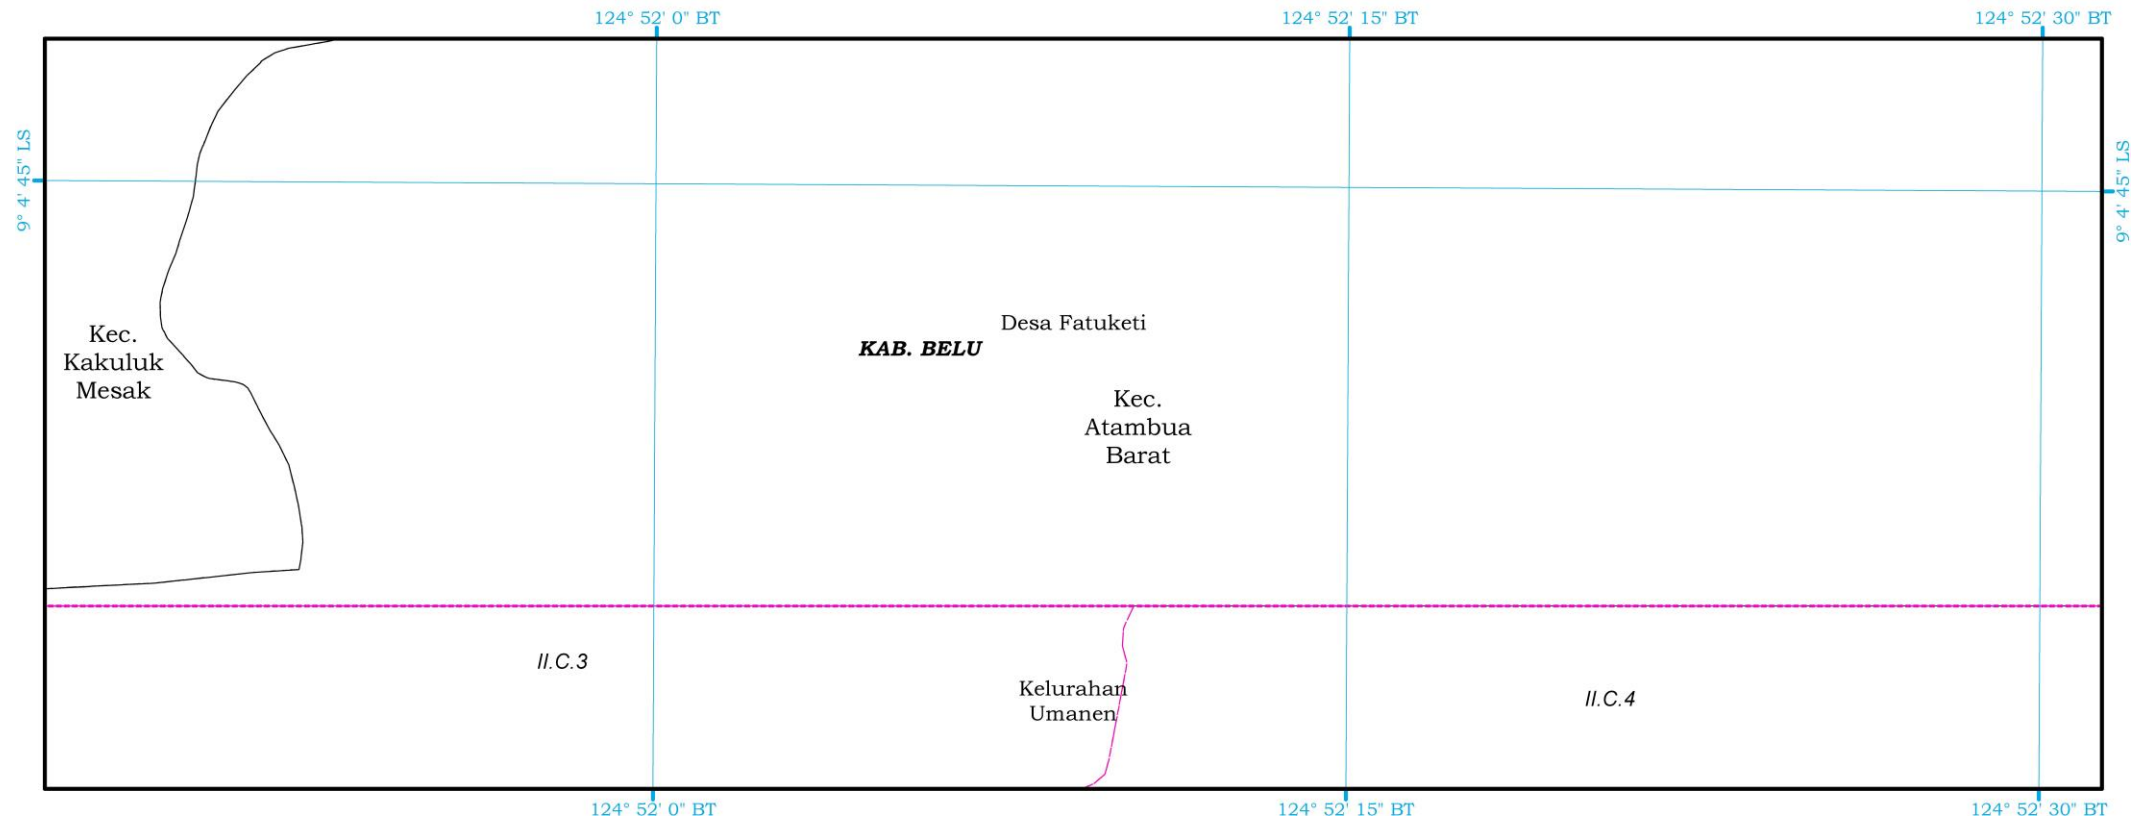 124° 52' 0" BT
124° 52' 15" BT
124° 52' 30" BT
9° 4' 45" LS
9° 4' 45" LS
Desa Fatuketi
KAB. BELU
Kec.
Kakuluk
Mesak
Kec.
Atambua
Barat
II.C.3
Kelurahan
Umanen
II.C.4
124° 52' 0" BT
124° 52' 15" BT
124° 52' 30" BT